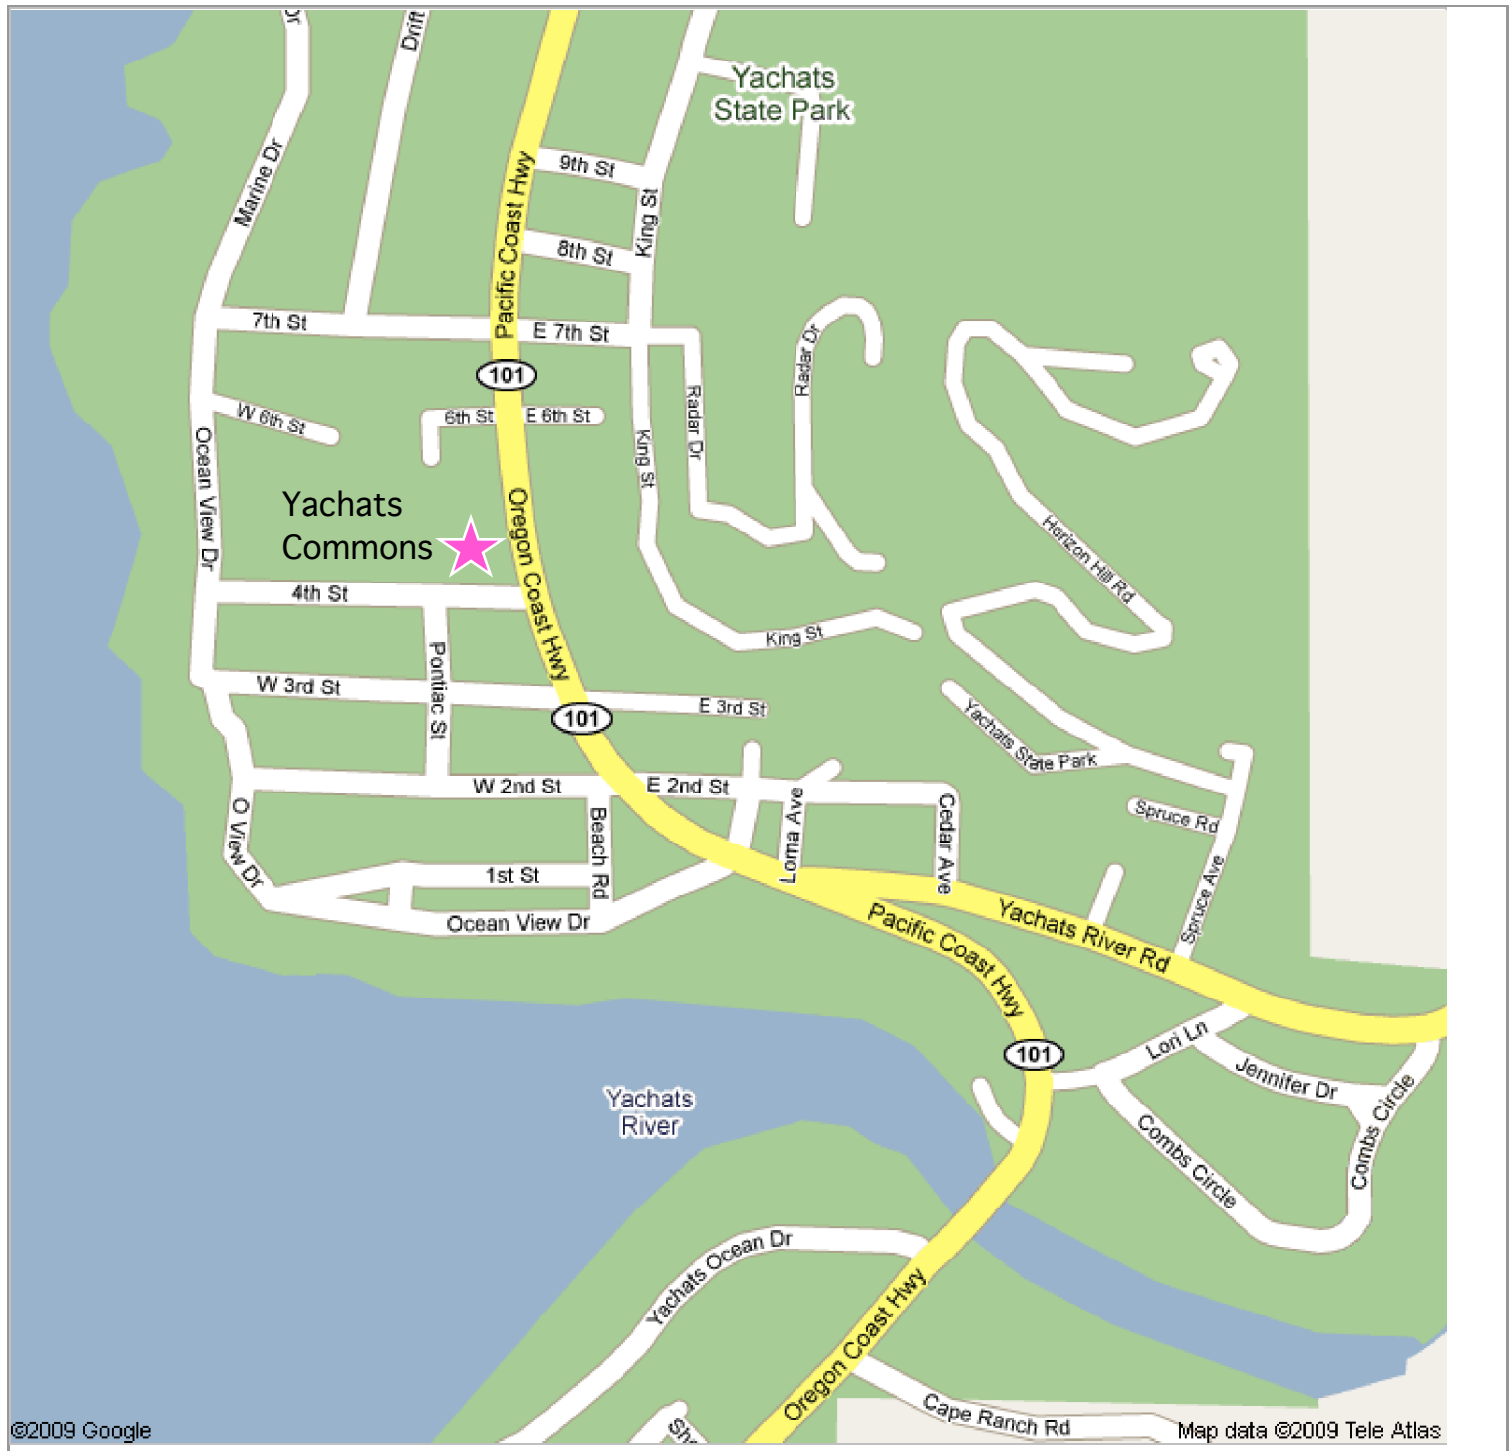 Dr
Drift
Yachats
State Park
9th St
Marine Dr
Pacific Coast Hwy
King St
8th St
7th St
E 7th St
Radar Dr
101
Radar Dr
W 6th St
6th St
E 6th St
King St
Ocean View Dr
Yachats
Commons
Oregon Coast Hwy
Horizon Hill Rd
4th St
King St
Pontiac St
W 3rd St
E 3rd St
101
Yachats State Park
W 2nd St
E 2nd St
O View Dr
Beach Rd
Loma Ave
Cedar Ave
Spruce Rd
1st St
Spruce Ave
Ocean View Dr
Pacific Coast Hwy
Yachats River Rd
101
Lori Ln
Jennifer Dr
Combs Circle
Yachats
River
Combs Circle
Yachats Ocean Dr
Oregon Coast Hwy
Cape Ranch Rd
She
©2009 Google
Map data ©2009 Tele Atlas